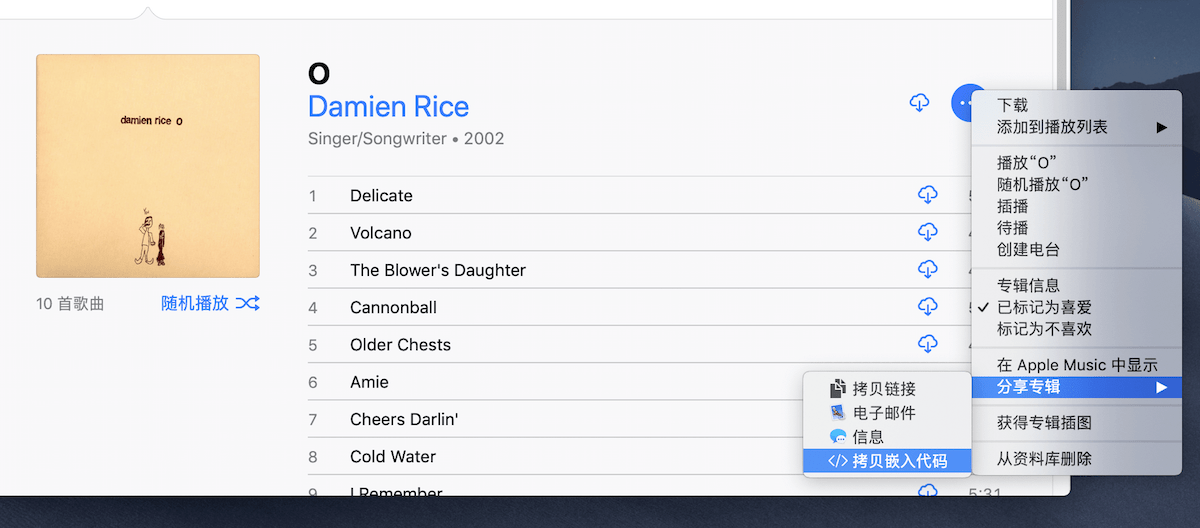 damien rice O
O
Damien Rice
Singer/Songwriter • 2002
10 首歌曲
随机播放
1 Delicate
2 Volcano
3 The Blower's Daughter
4 Cannonball
5 Older Chests
6 Amie
7 Cheers Darlin'
8 Cold Water
9 I Remember 5:31
下载
添加到播放列表
播放“O”
随机播放“O”
插播
待播
创建电台
专辑信息
✓ 已标记为喜爱
标记为不喜欢
在 Apple Music 中显示
分享专辑
获得专辑插图
从资料库删除
拷贝链接
电子邮件
信息
</> 拷贝嵌入代码